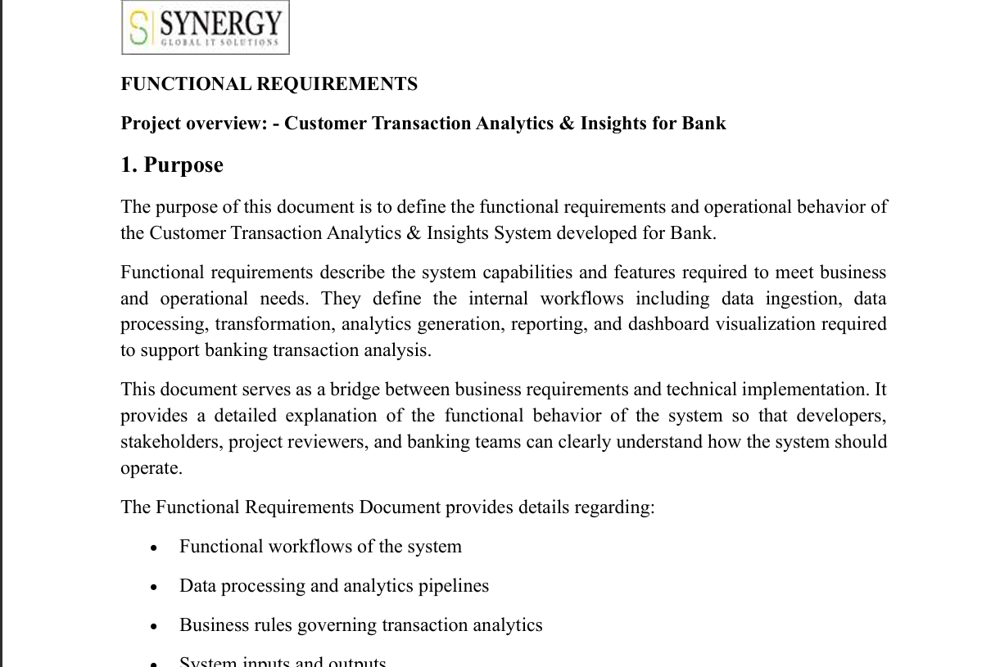 SYNERGY
GLOBAL IT SOLUTIONS
FUNCTIONAL REQUIREMENTS
Project overview: - Customer Transaction Analytics & Insights for Bank
1. Purpose
The purpose of this document is to define the functional requirements and operational behavior of
the Customer Transaction Analytics & Insights System developed for Bank.
Functional requirements describe the system capabilities and features required to meet business
and operational needs. They define the internal workflows including data ingestion, data
processing, transformation, analytics generation, reporting, and dashboard visualization required
to support banking transaction analysis.
This document serves as a bridge between business requirements and technical implementation. It
provides a detailed explanation of the functional behavior of the system so that developers,
stakeholders, project reviewers, and banking teams can clearly understand how the system should
operate.
The Functional Requirements Document provides details regarding:
• Functional workflows of the system
• Data processing and analytics pipelines
• Business rules governing transaction analytics
• System inputs and outputs